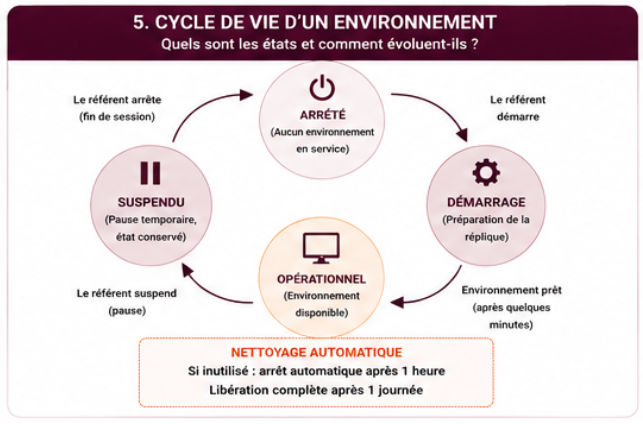 5. CYCLE DE VIE D'UN ENVIRONNEMENT
Quels sont les états et comment évoluent-ils ?
Le référent arrête
(fin de session)
ARRÉTÉ
(Aucun environnement
en service)
Le référent
démarre
SUSPENDU
(Pause temporaire,
état conservé)
DÉMARRAGE
(Préparation de la
réplique)
OPÉRATIONNEL
(Environnement
disponible)
Le référent suspend
(pause)
Environnement prêt
(après quelques
minutes)
NETTOYAGE AUTOMATIQUE
Si inutilisé : arrêt automatique après 1 heure
Libération complète après 1 journée